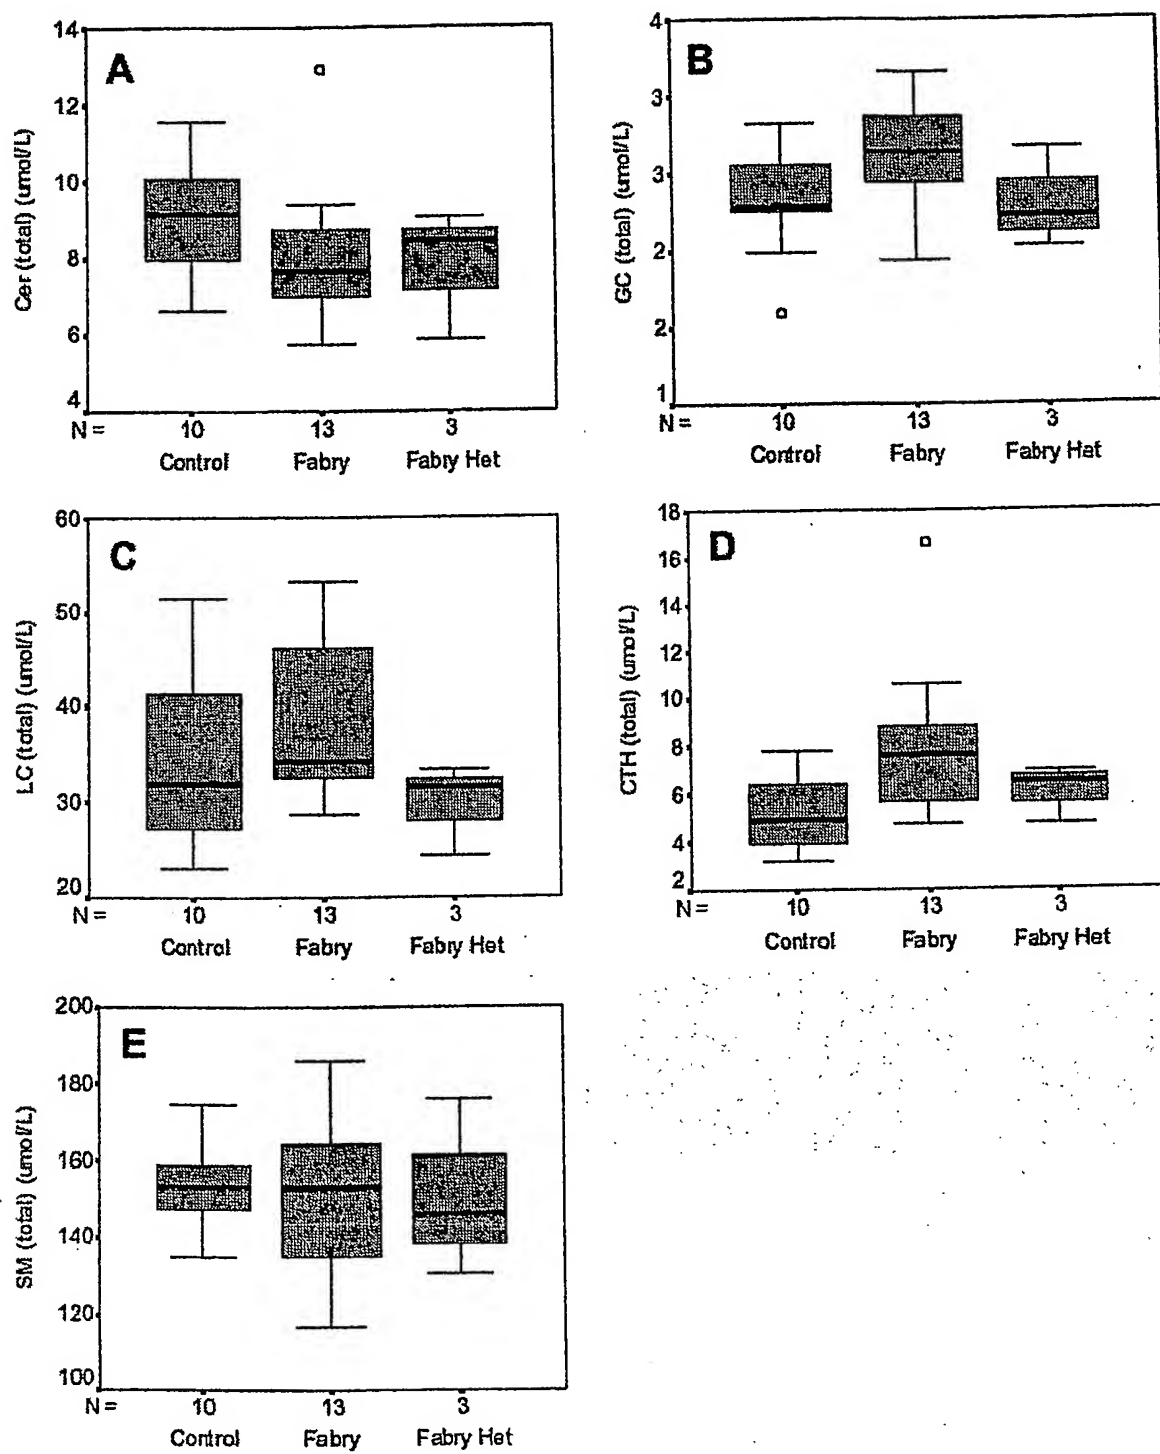 A
Cer (total) (umol/L)
14
12
10
8
6
4
N = 10 13 3
Control Fabry Fabry Het
B
GC (total) (umol/L)
4
3
3
2
2
1
N = 10 13 3
Control Fabry Fabry Het
C
LC (total) (umol/L)
60
50
40
30
20
N = 10 13 3
Control Fabry Fabry Het
D
CTH (total) (umol/L)
18
16
14
12
10
8
6
4
2
N = 10 13 3
Control Fabry Fabry Het
E
SM (total) (umol/L)
200
180
160
140
120
100
N = 10 13 3
Control Fabry Fabry Het